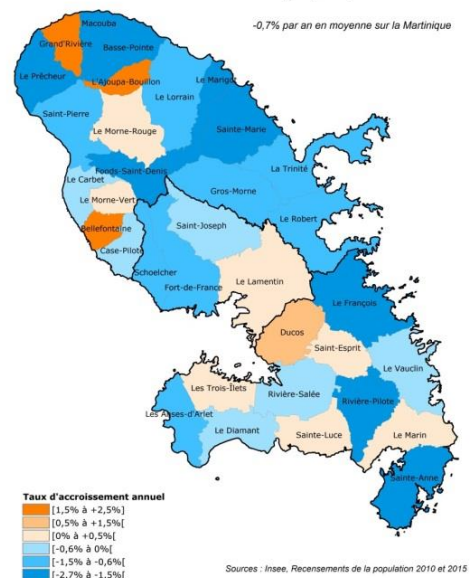 -0,7% par an en moyenne sur la Martinique
Macouba
Grand'Rivière
Basse-Pointe
Le Prêcheur
L'Ajoupa-Bouillon
Le Marigot
Le Lorrain
Saint-Pierre
Le Morne-Rouge
Sainte-Marie
Fonds-Saint-Denis
La Trinité
Le Carbet
Gros-Morne
Le Morne-Vert
Saint-Joseph
Le Robert
Bellefontaine
Case-Pilote
Schoelcher
Fort-de-France
Le Lamentin
Le François
Ducos
Saint-Esprit
Le Vauclin
Les Trois-Îlets
Rivière-Salée
Rivière-Pilote
Les Anses-d'Arlet
Le Diamant
Sainte-Luce
Le Marin
Sainte-Anne
Taux d'accroissement annuel
[1,5% à +2,5%]
[0,5% à +1,5%[
[0% à +0,5%[
[-0,6% à 0%[
[-1,5% à -0,6%[
[-2,7% à -1,5%[
Sources : Insee, Recensements de la population 2010 et 2015